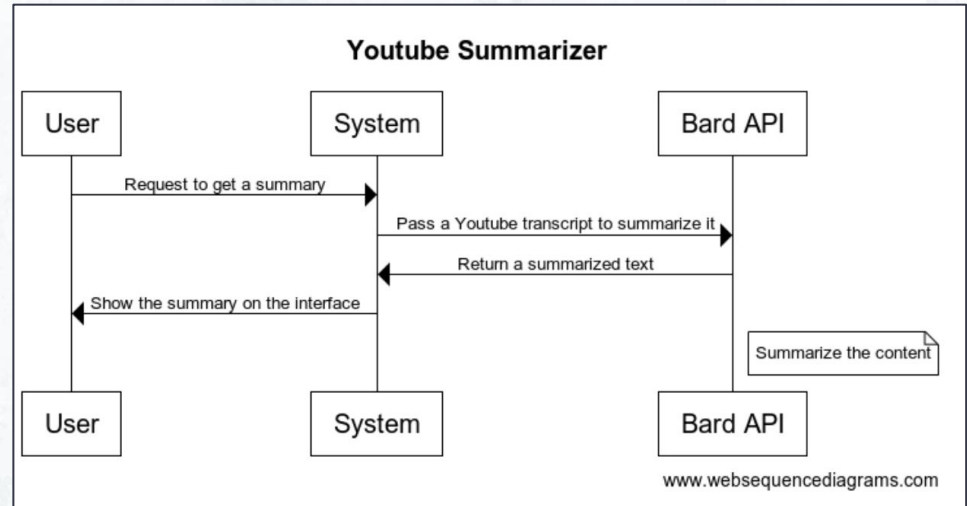 Youtube Summarizer
User
System
Bard API
Request to get a summary
Pass a Youtube transcript to summarize it
Return a summarized text
Show the summary on the interface
Summarize the content
User
System
Bard API
www.websequencediagrams.com